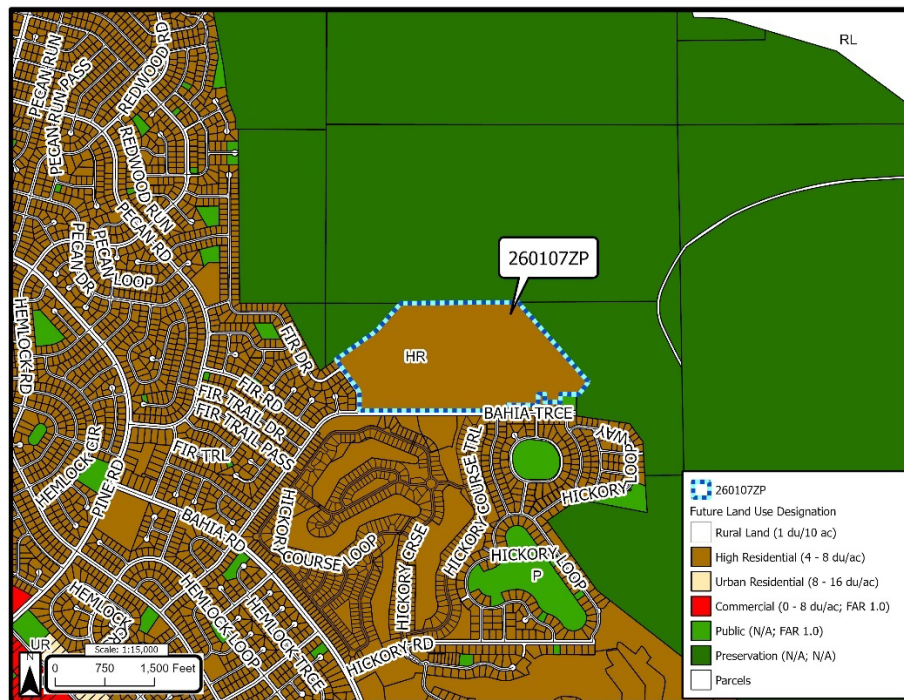 RL
PECAN RUN
PECAN RUN PASS
REDWOOD RD
REDWOOD RUN
PECAN RD
PECAN DR
PECAN LOOP
HEMLOCK RD
260107ZP
FIR DR
HR
FIR RD
FIR TRAIL DR
FIR TRAIL PASS
FIR TRL
BAHIA TRCE
HEMLOCK CIR
PINE RD
BAHIA RD
HICKORY COURSE TRL
LOOP WAY
HICKORY L
HICKORY
COURSE LOOP
HICKORY CRSE
HICKORY LOOP
P
HEMLOCK
HEMLOCK LOOP
HEMLOCK TRCE
HICKORY RD
UR
N
Scale: 1:15,000
0 750 1,500 Feet
260107ZP
Future Land Use Designation
Rural Land (1 du/10 ac)
High Residential (4 - 8 du/ac)
Urban Residential (8 - 16 du/ac)
Commercial (0 - 8 du/ac; FAR 1.0)
Public (N/A; FAR 1.0)
Preservation (N/A; N/A)
Parcels